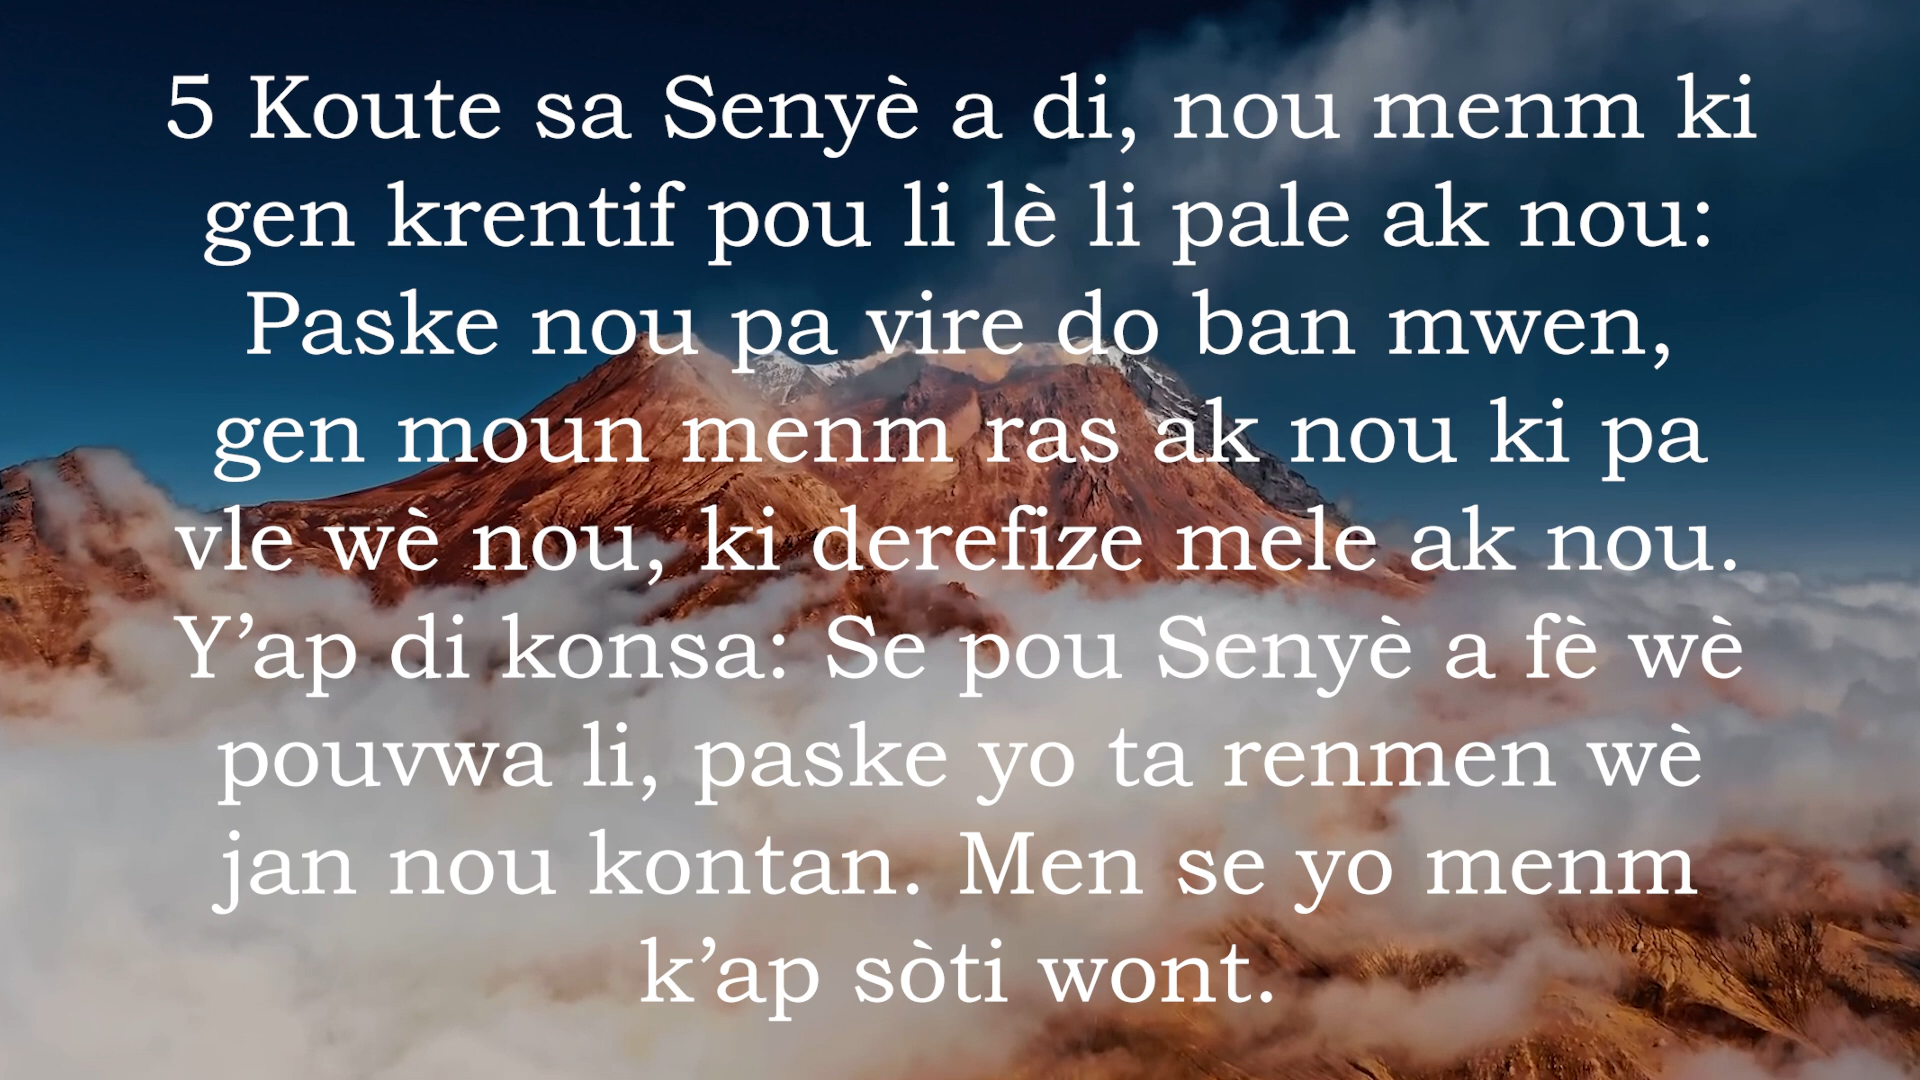 5 Koute sa Senyè a di, nou menm ki
gen krentif pou li lè li pale ak nou:
Paske nou pa vire do ban mwen,
gen moun menm ras ak nou ki pa
vle wè nou, ki derefize mele ak nou.
Y’ap di konsa: Se pou Senyè a fè wè
pouvwa li, paske yo ta renmen wè
jan nou kontan. Men se yo menm
k’ap sòti wont.